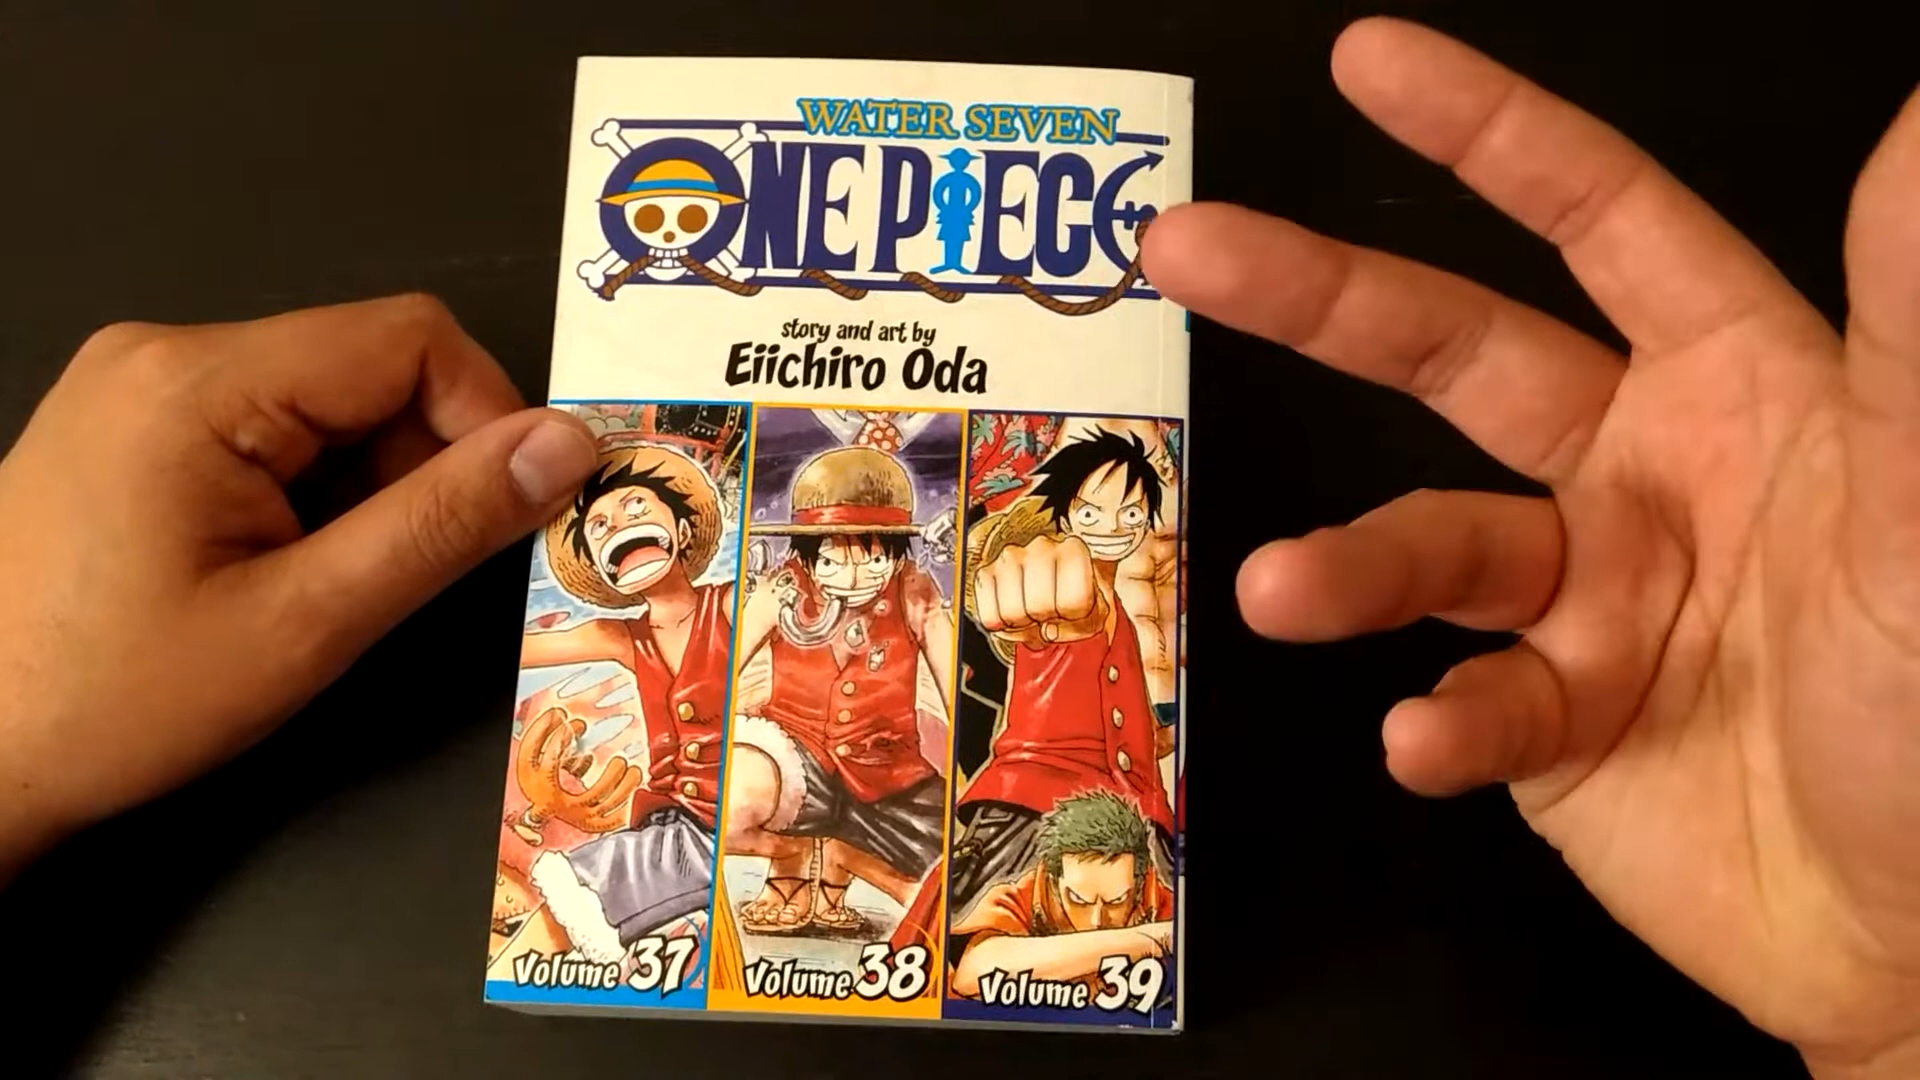 WATER SEVEN
ONE PIECE
story and art by
Eiichiro Oda
Volume 37
Volume 38
Volume 39